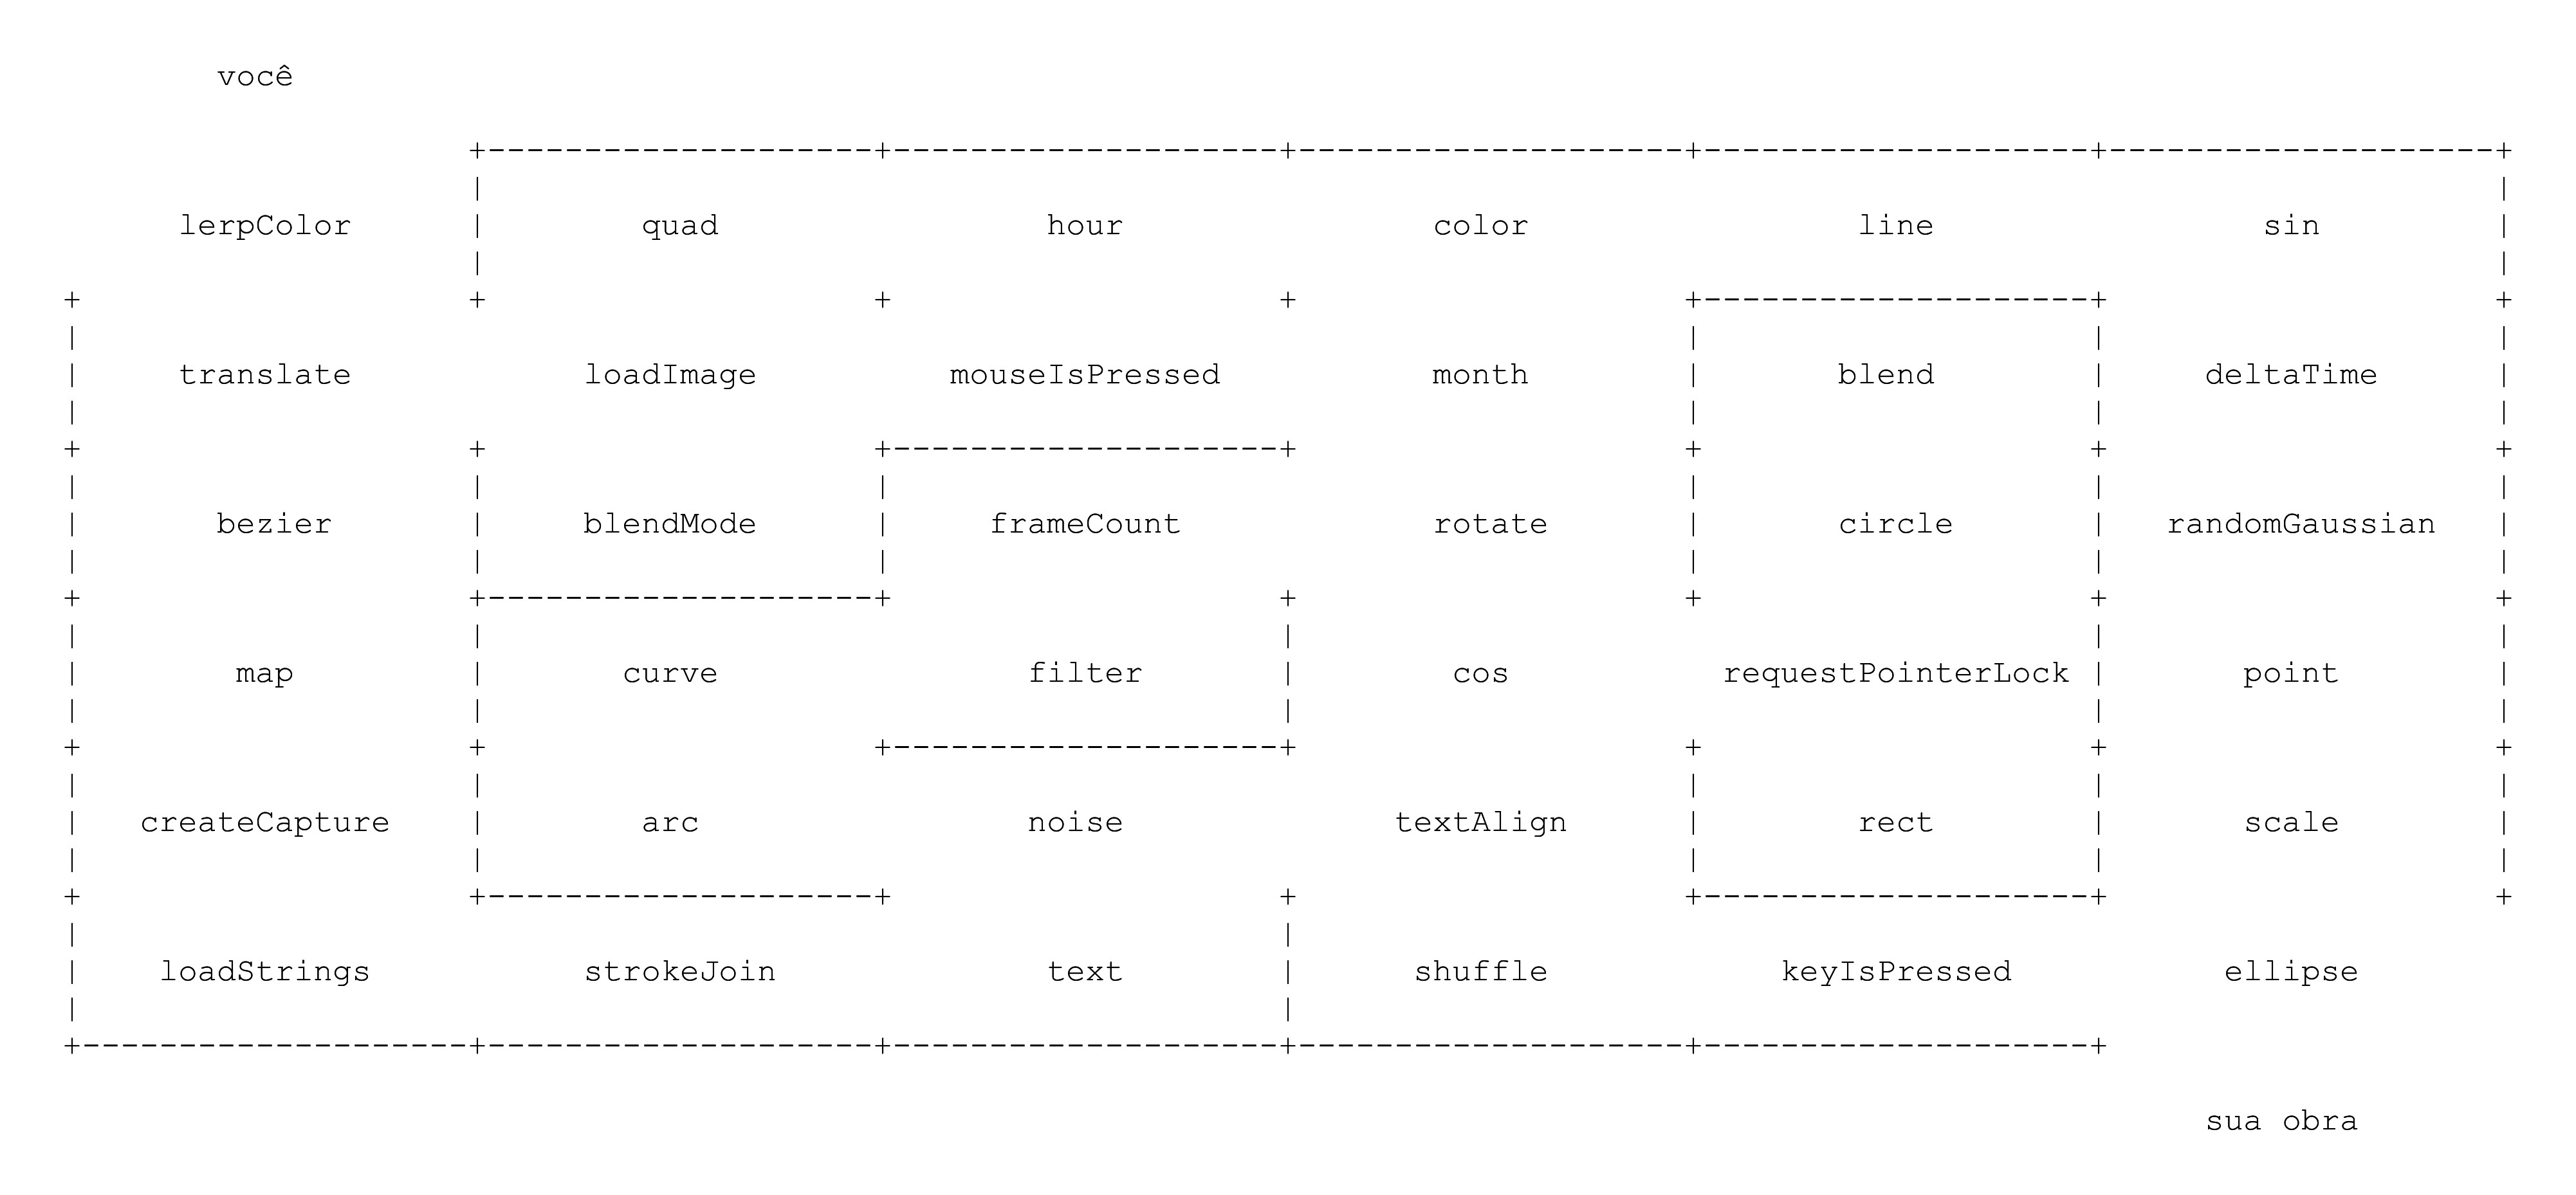 você
lerpColor quad hour color line sin
translate loadImage mouseIsPressed month blend deltaTime
bezier blendMode frameCount rotate circle randomGaussian
map curve filter cos requestPointerLock point
createCapture arc noise textAlign rect scale
loadStrings strokeJoin text shuffle keyIsPressed ellipse
sua obra